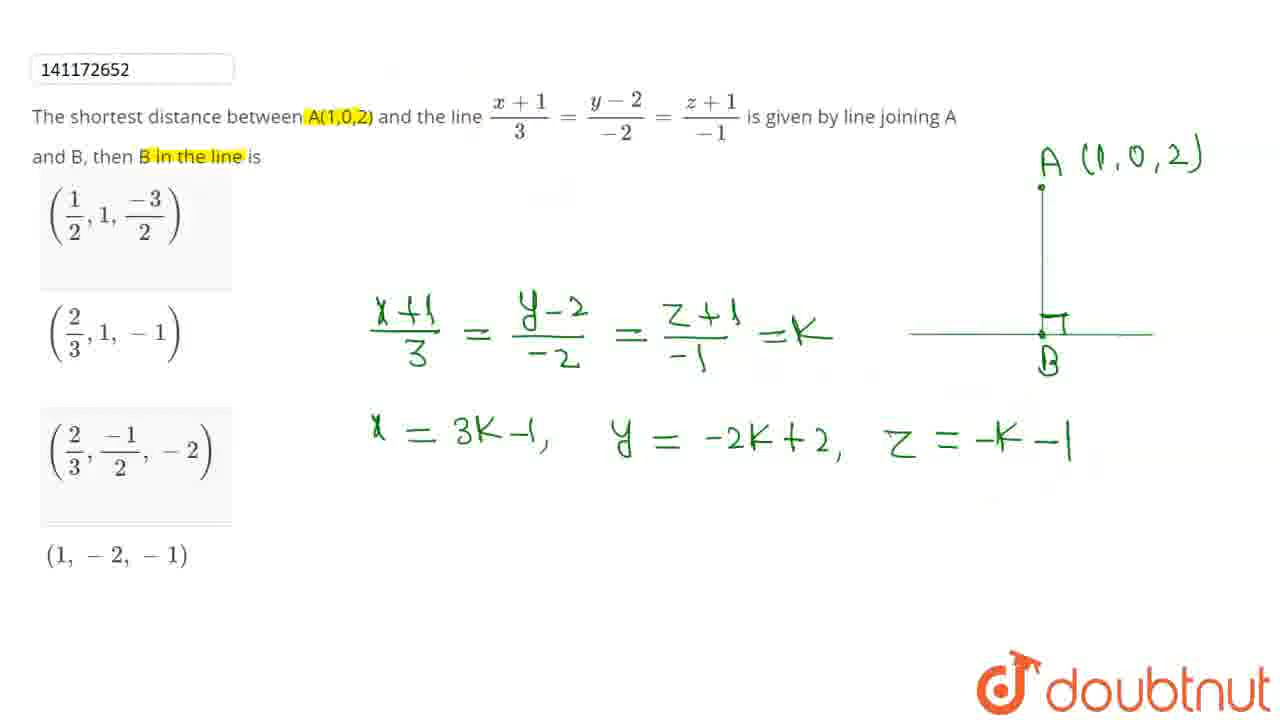 141172652
The shortest distance between A(1,0,2) and the line (x + 1)/3 = (y − 2)/−2 = (z + 1)/−1 is given by line joining A
and B, then B in the line is
(1/2, 1, −3/2)
(2/3, 1, −1)
(2/3, −1/2, −2)
(1, −2, −1)
A (1, 0, 2)
B
(x+1)/3 = (y−2)/−2 = (z+1)/−1 = K
x = 3K−1, y = −2K+2, z = −K−1
doubtnut